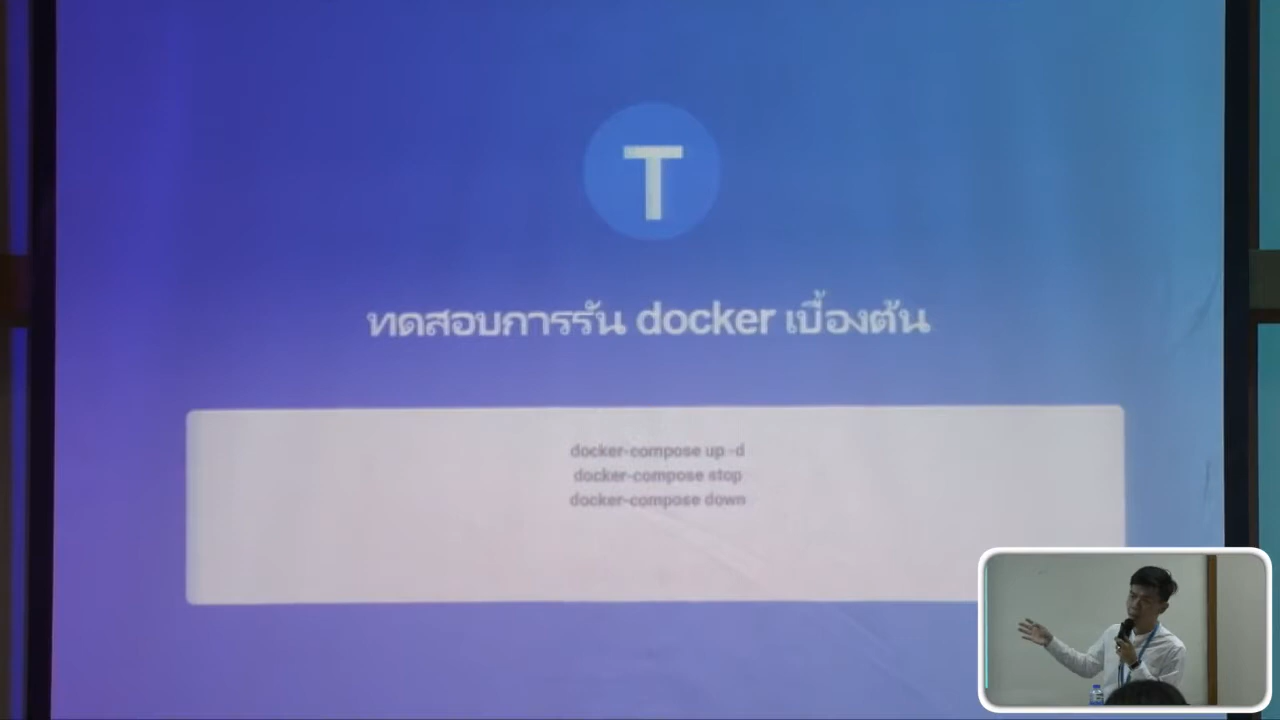 T
ทดสอบการรัน docker เบื้องต้น
docker-compose up -d
docker-compose stop
docker-compose down